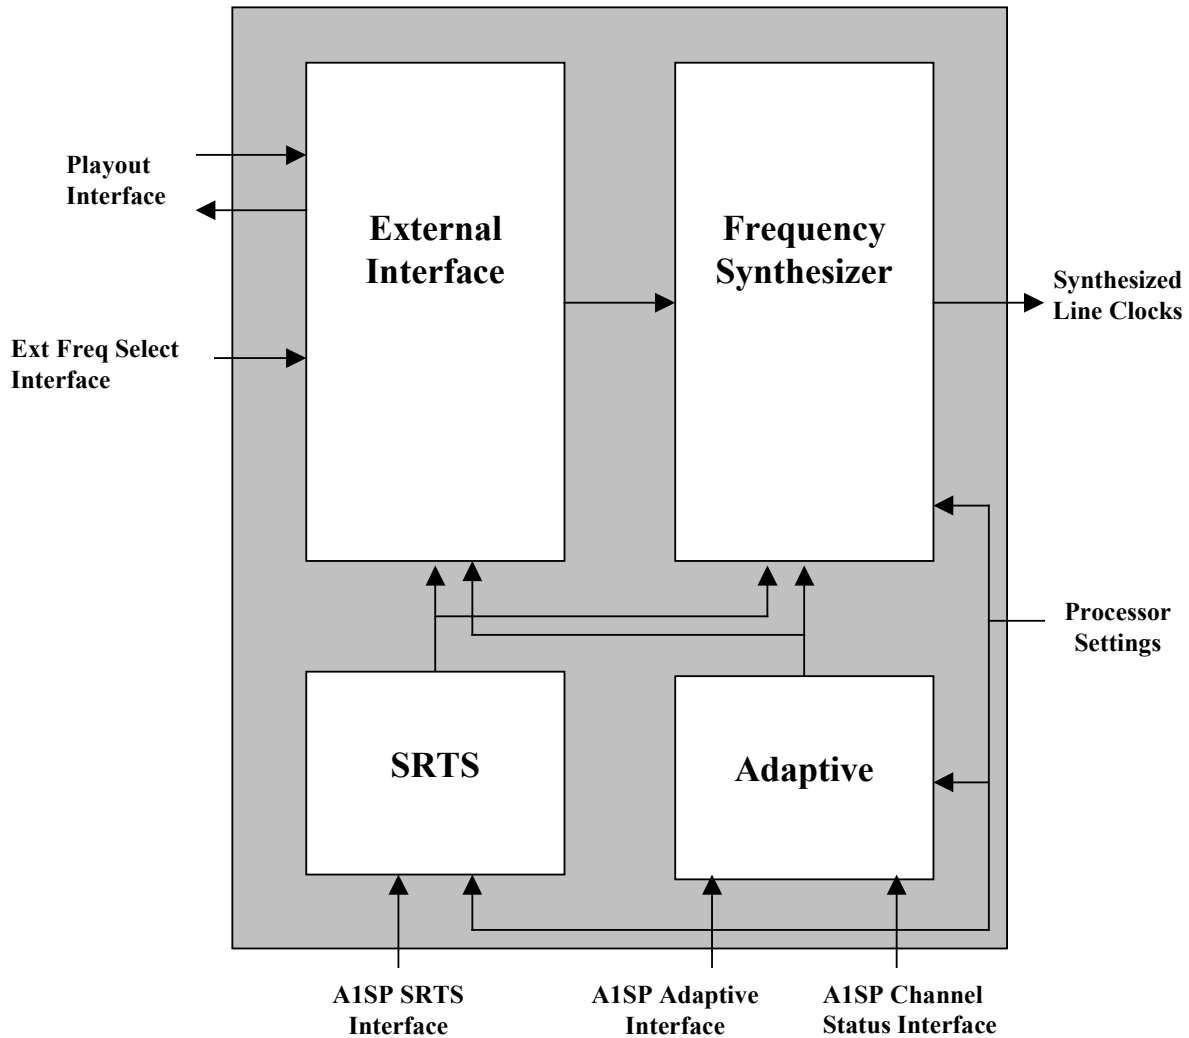 Playout
Interface
External
Interface
Frequency
Synthesizer
Synthesized
Line Clocks
Ext Freq Select
Interface
Processor
Settings
SRTS
Adaptive
A1SP SRTS
Interface
A1SP Adaptive
Interface
A1SP Channel
Status Interface